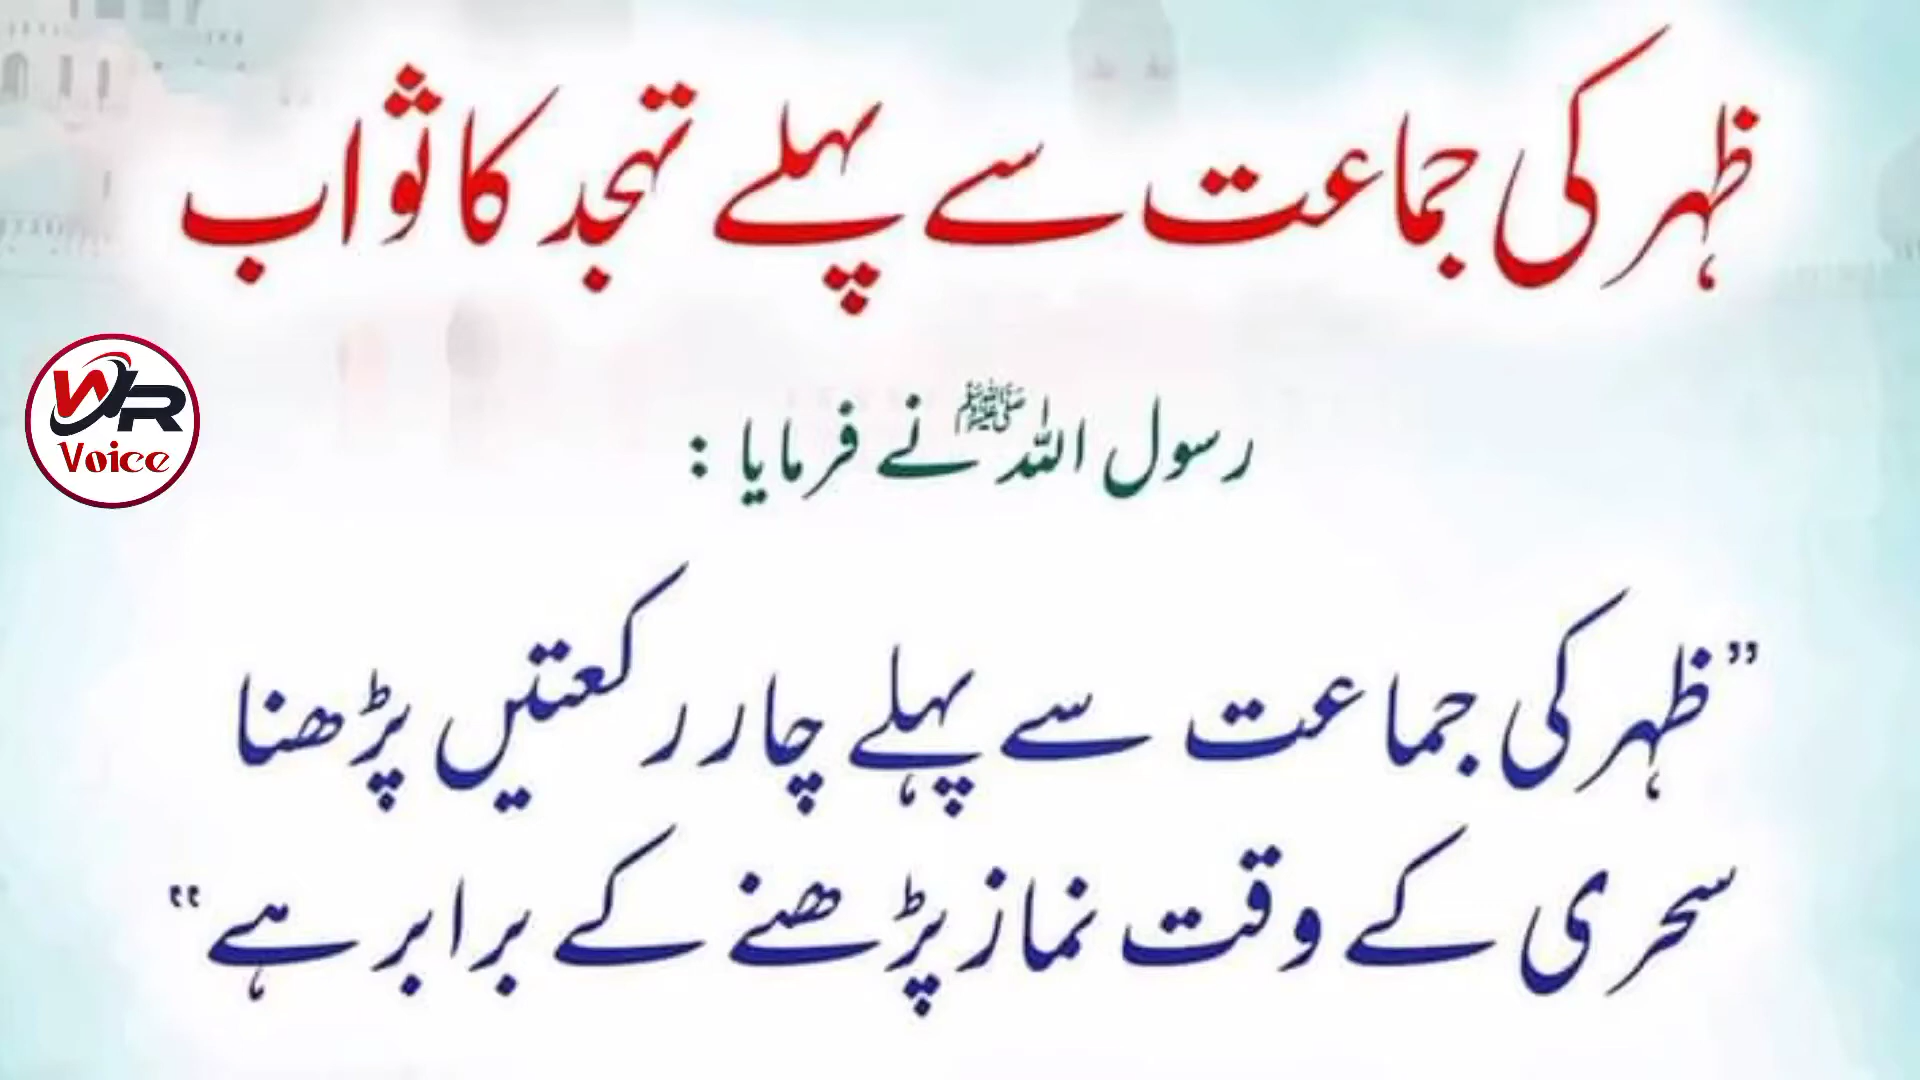 ظہر کی جماعت سے پہلے تہجد کا ثواب
WR
Voice
رسول اللہ ﷺ نے فرمایا :
”ظہر کی جماعت سے پہلے چار رکعتیں پڑھنا
سحری کے وقت نماز پڑھنے کے برابر ہے“